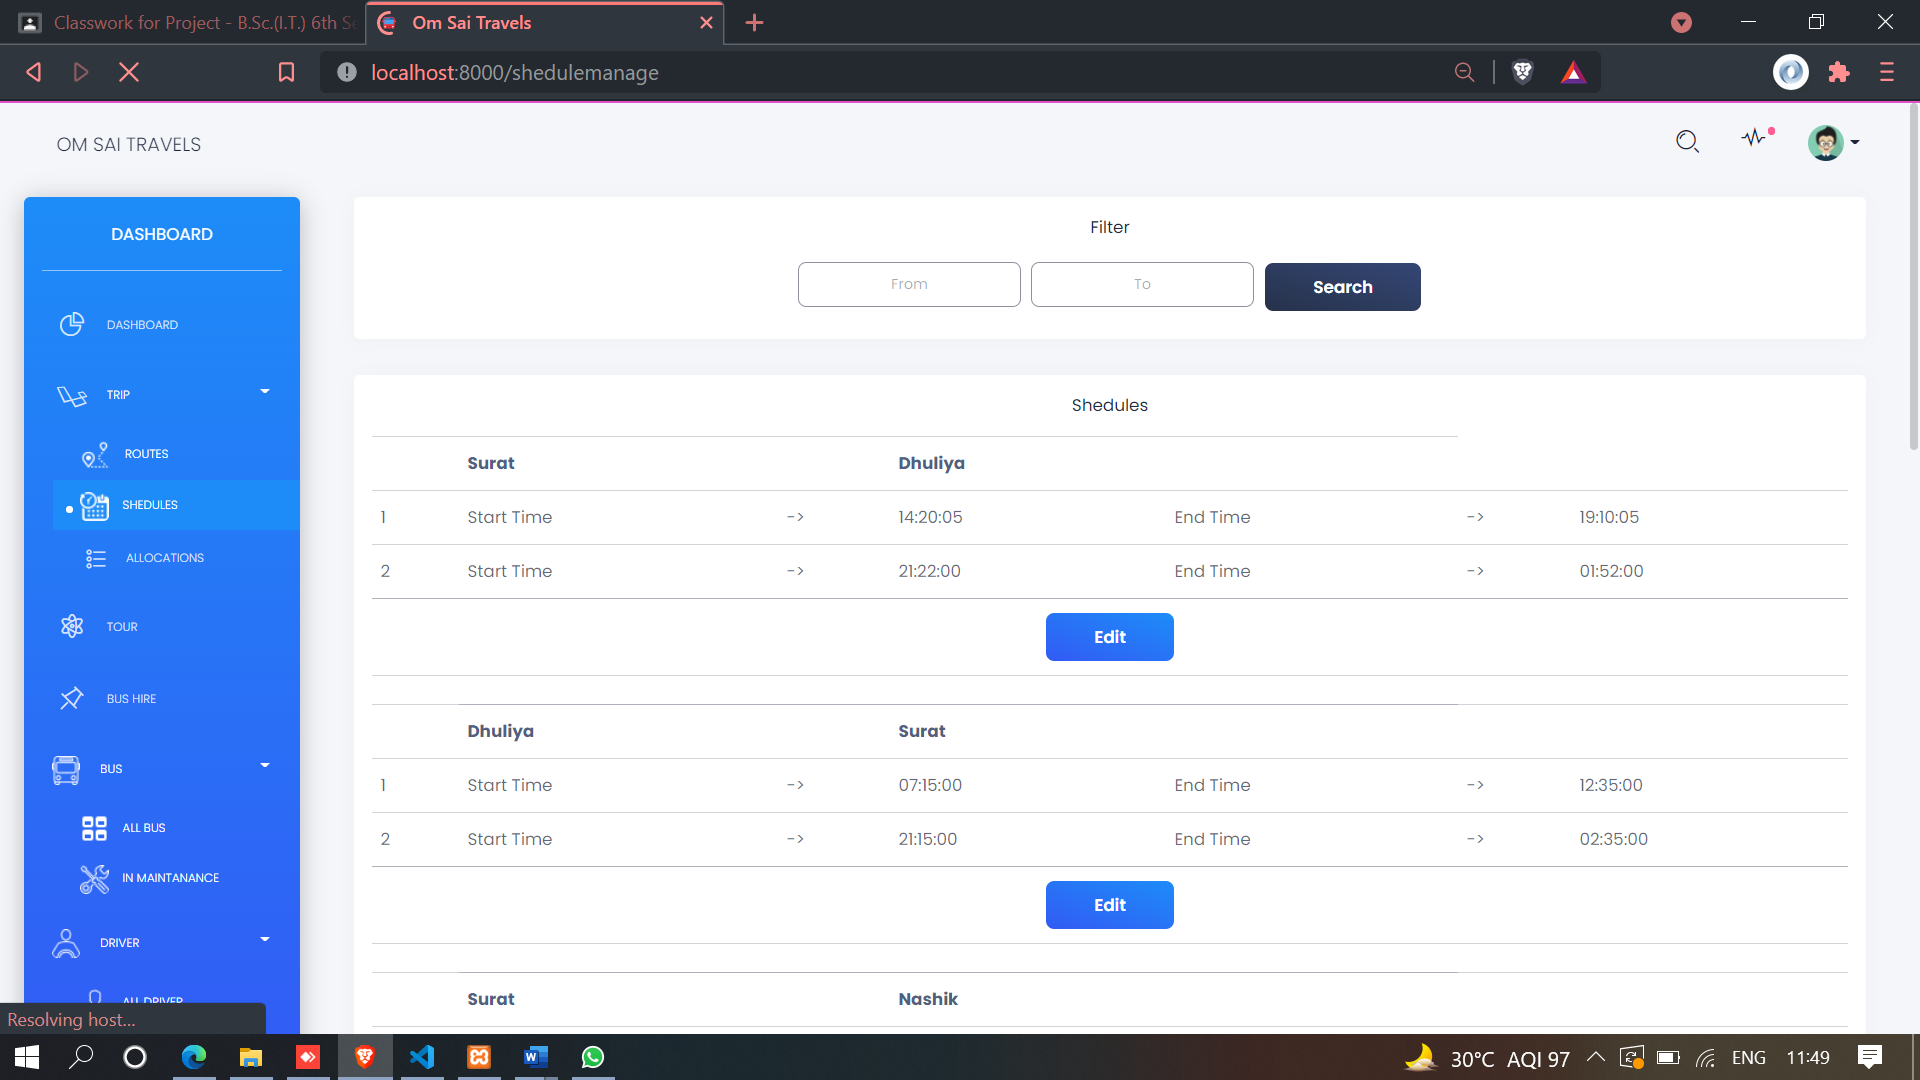 Classwork for Project - B.Sc.(I.T.) 6th Se
Om Sai Travels
localhost:8000/shedulemanage
OM SAI TRAVELS
DASHBOARD
DASHBOARD
TRIP
ROUTES
SHEDULES
ALLOCATIONS
TOUR
BUS HIRE
BUS
ALL BUS
IN MAINTANANCE
DRIVER
ALL DRIVER
Resolving host...
Filter
From To Search
Shedules
Surat Dhuliya
1 Start Time -> 14:20:05 End Time -> 19:10:05
2 Start Time -> 21:22:00 End Time -> 01:52:00
Edit
Dhuliya Surat
1 Start Time -> 07:15:00 End Time -> 12:35:00
2 Start Time -> 21:15:00 End Time -> 02:35:00
Edit
Surat Nashik
30°C AQI 97 ENG 11:49